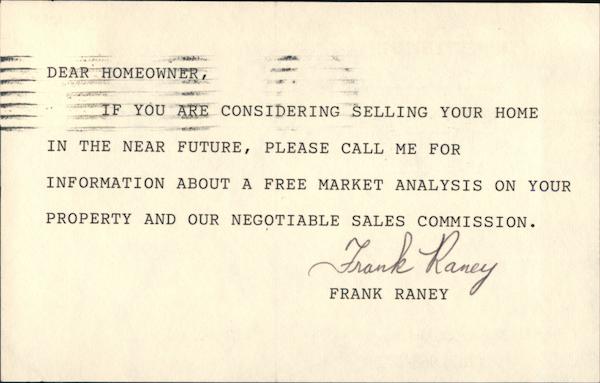 DEAR HOMEOWNER,
IF YOU ARE CONSIDERING SELLING YOUR HOME
IN THE NEAR FUTURE, PLEASE CALL ME FOR
INFORMATION ABOUT A FREE MARKET ANALYSIS ON YOUR
PROPERTY AND OUR NEGOTIABLE SALES COMMISSION.
Frank Raney
FRANK RANEY